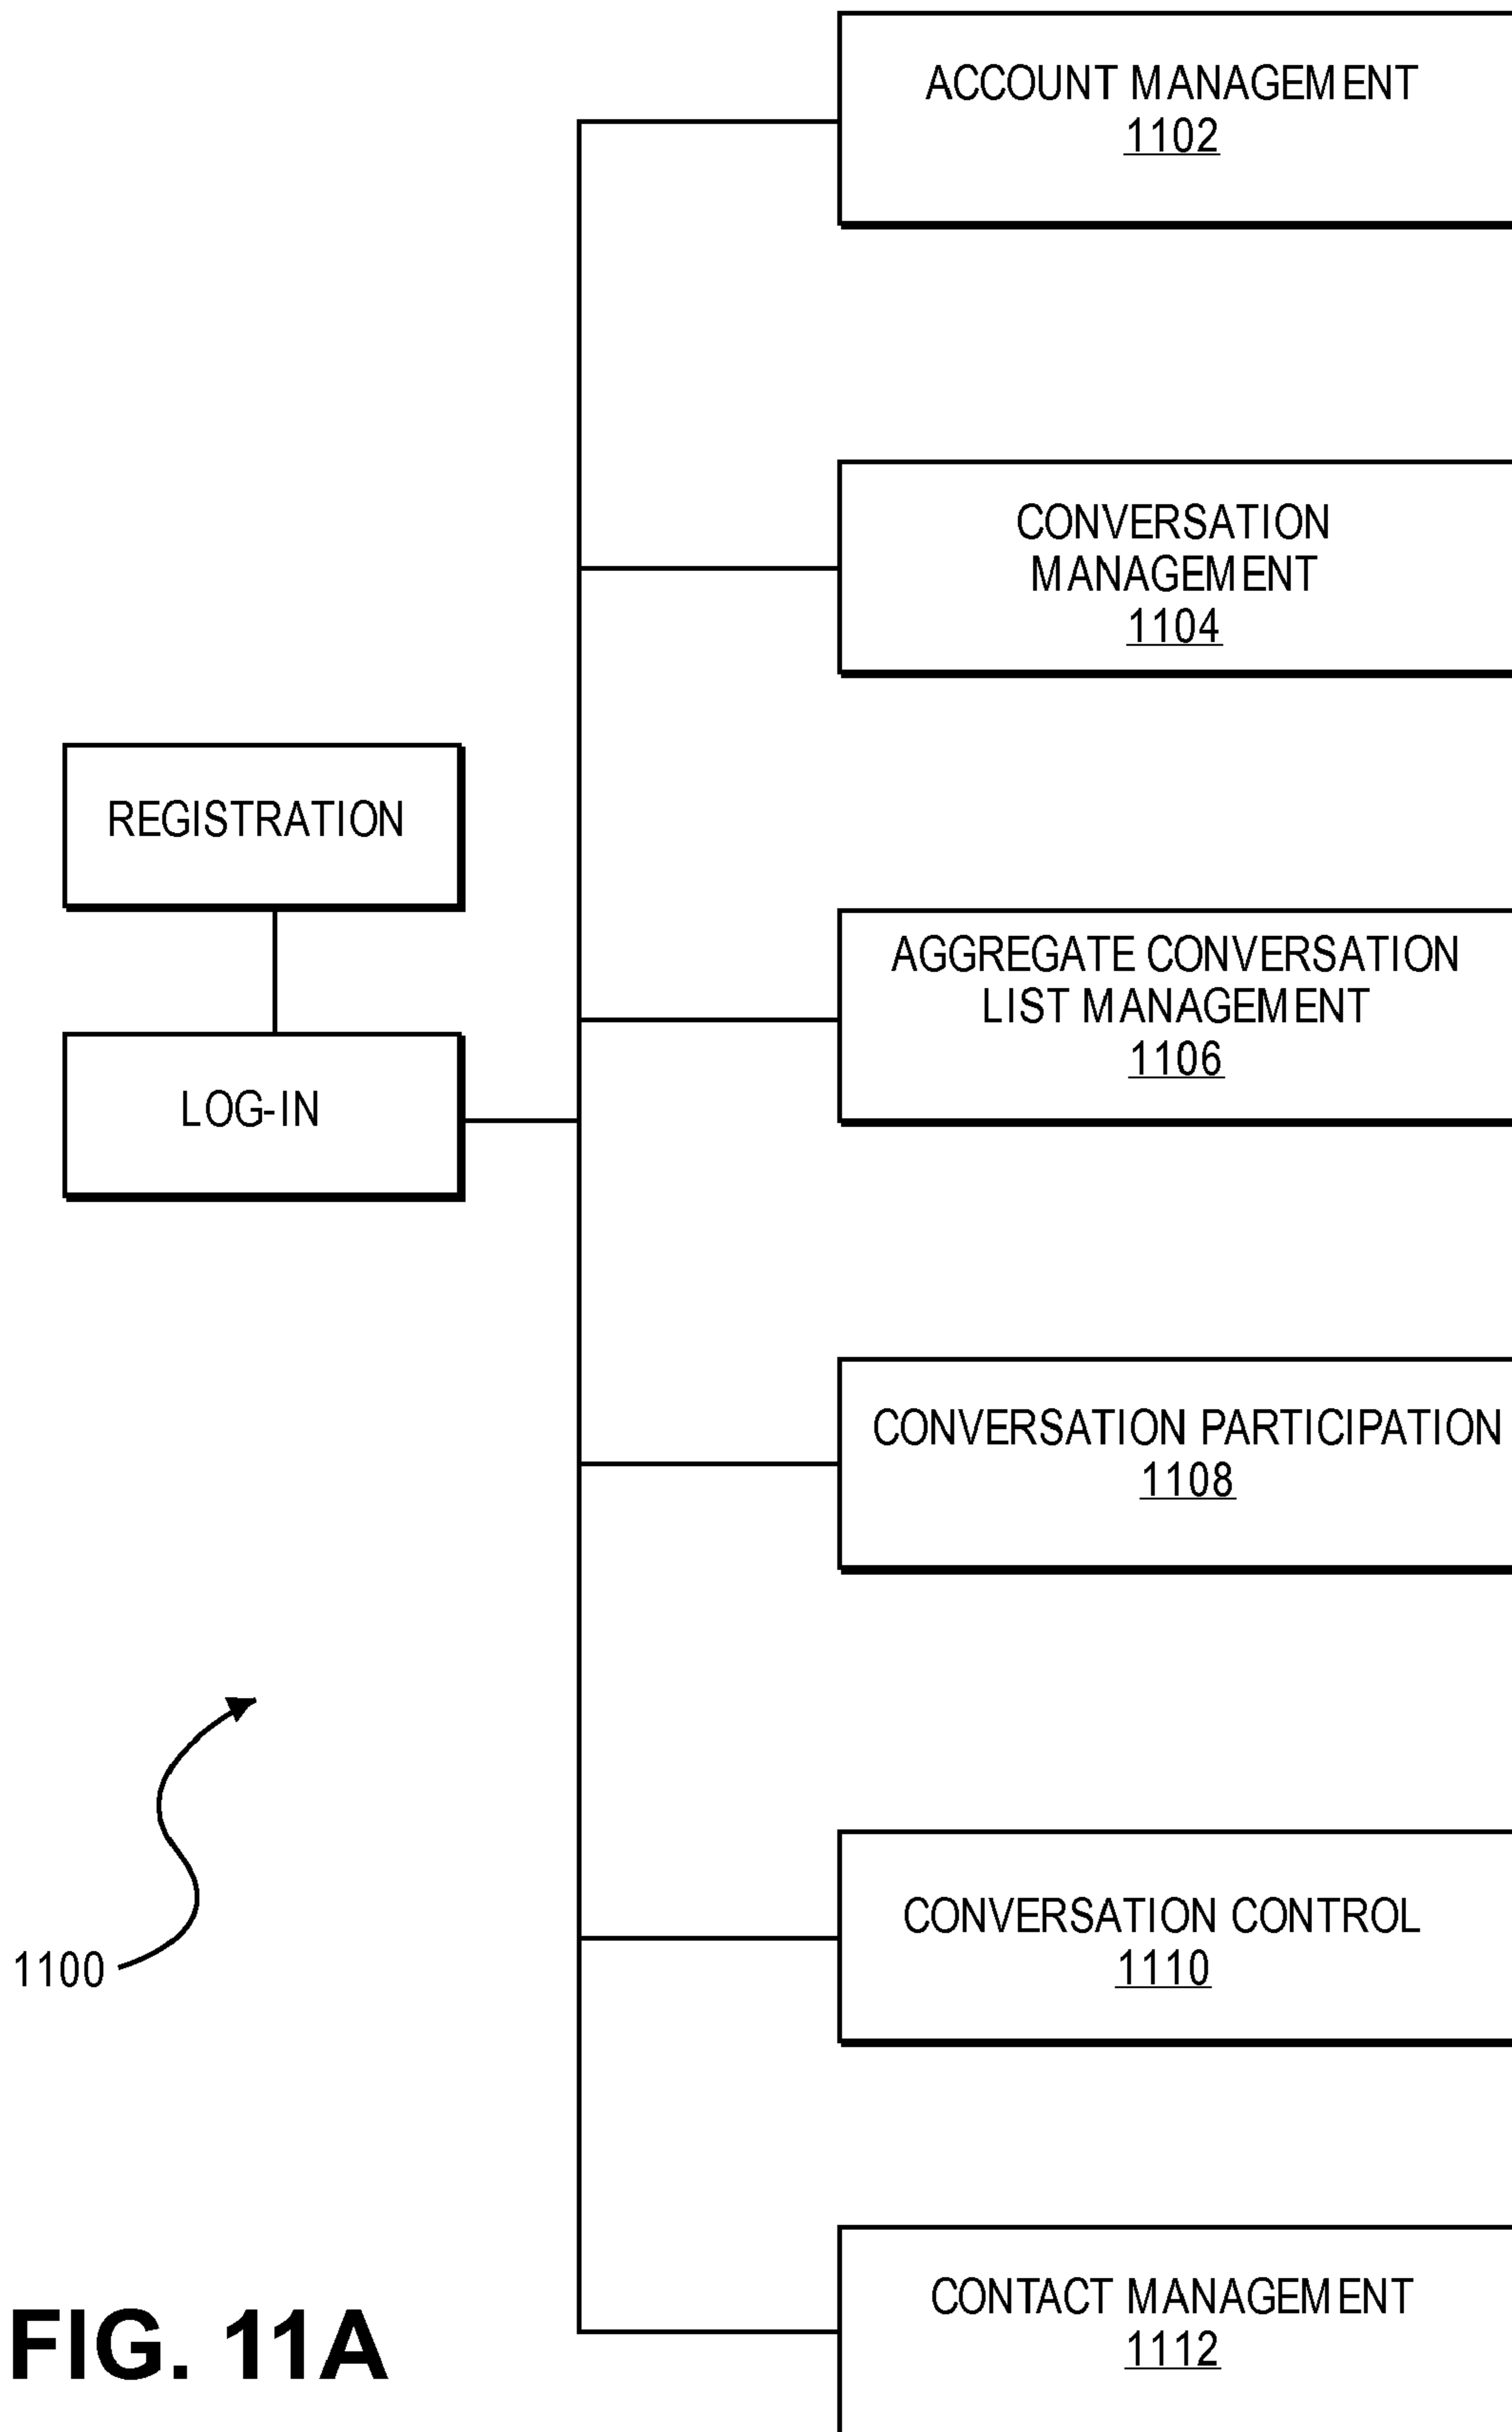 ACCOUNT MANAGEMENT
1102
CONVERSATION
MANAGEMENT
1104
REGISTRATION
AGGREGATE CONVERSATION
LIST MANAGEMENT
1106
LOG-IN
CONVERSATION PARTICIPATION
1108
CONVERSATION CONTROL
1110
1100
CONTACT MANAGEMENT
1112
FIG. 11A